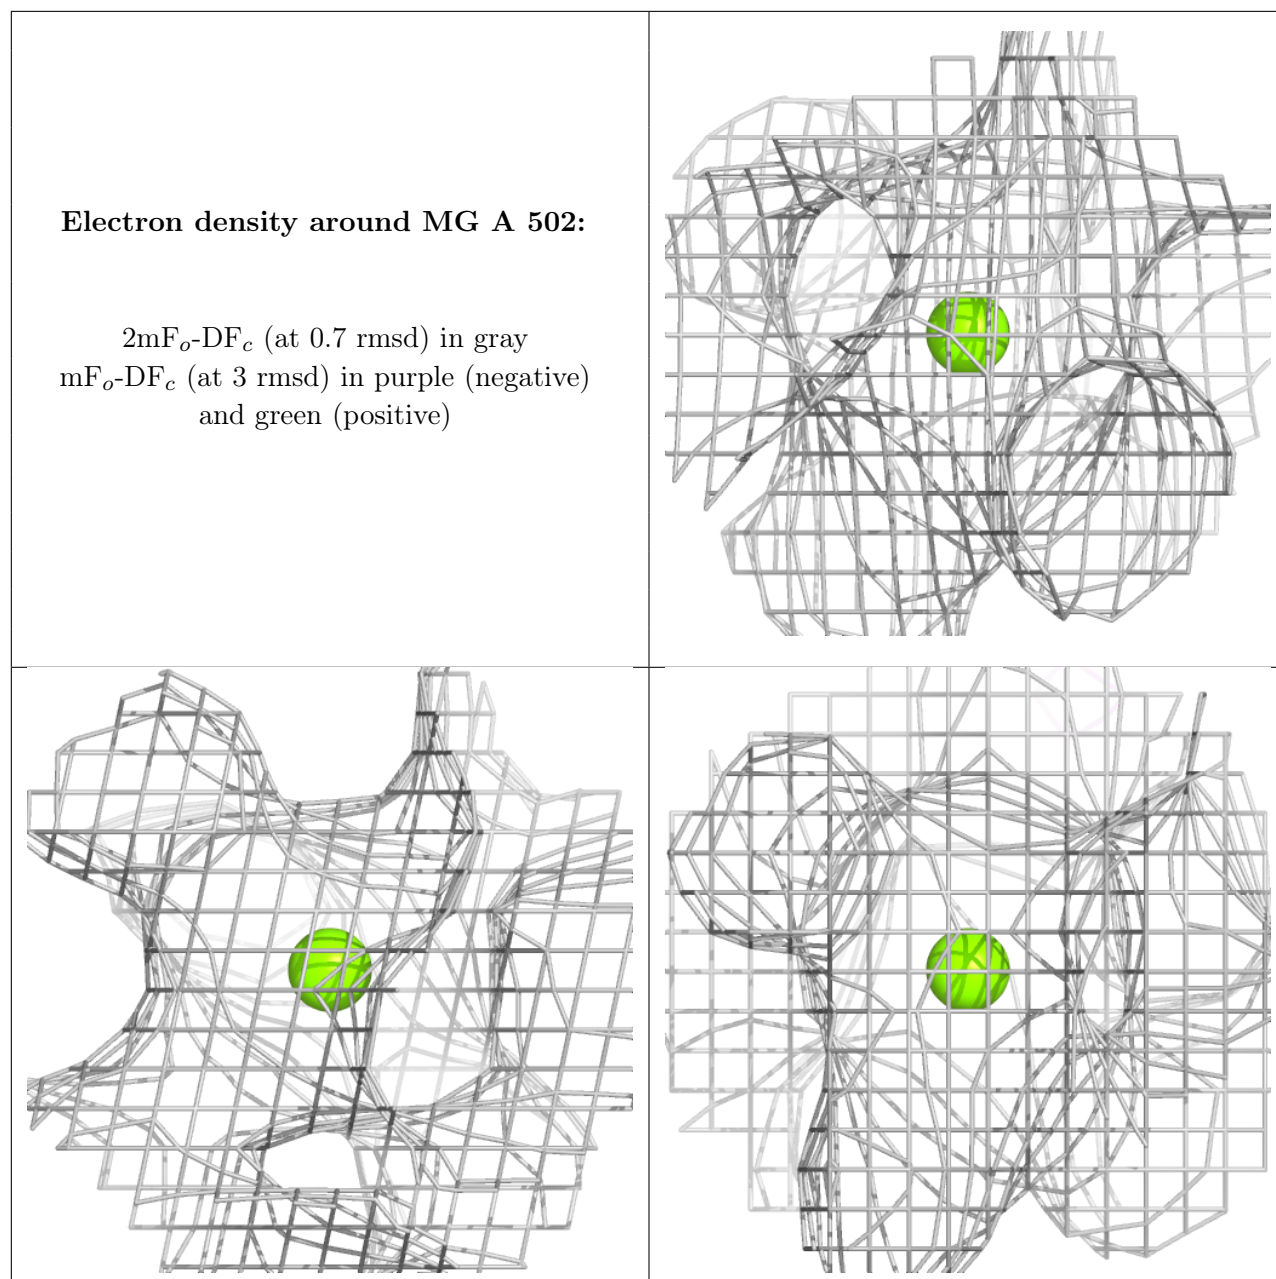 Electron density around MG A 502:
2mFₒ-DF𝒸 (at 0.7 rmsd) in gray
mFₒ-DF𝒸 (at 3 rmsd) in purple (negative)
and green (positive)